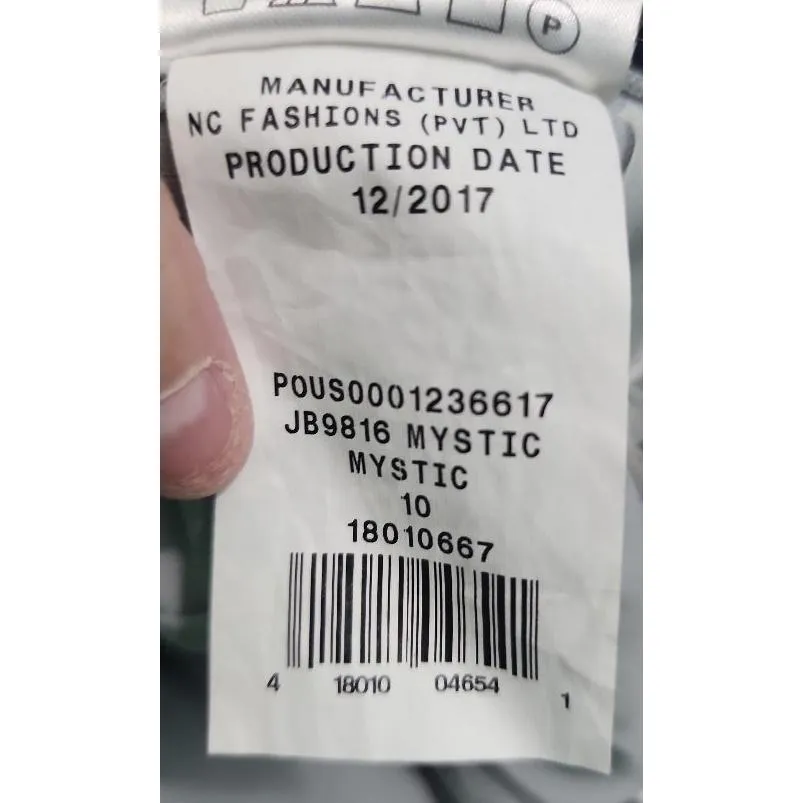 P
MANUFACTURER
NC FASHIONS (PVT) LTD
PRODUCTION DATE
12/2017
POUS0001236617
JB9816 MYSTIC
MYSTIC
10
18010667
4 18010 04654 1